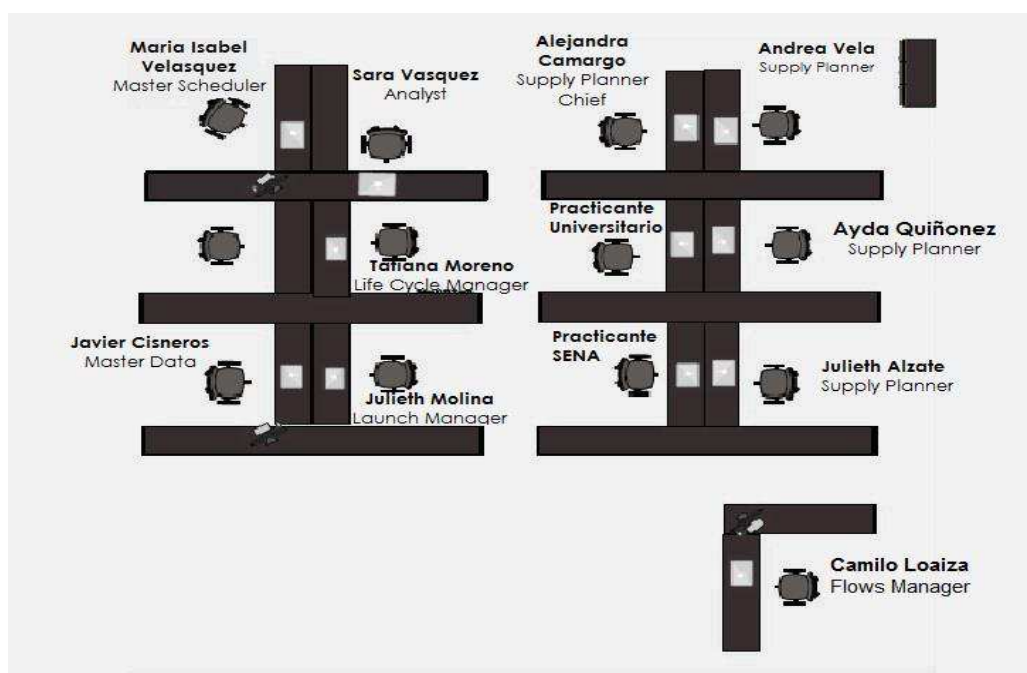 Maria Isabel
Velasquez
Master Scheduler
Sara Vasquez
Analyst
Alejandra
Camargo
Supply Planner
Chief
Andrea Vela
Supply Planner
Tatiana Moreno
Life Cycle Manager
Practicante
Universitario
Ayda Quiñonez
Supply Planner
Javier Cisneros
Master Data
Julieth Molina
Launch Manager
Practicante
SENA
Julieth Alzate
Supply Planner
Camilo Loaiza
Flows Manager